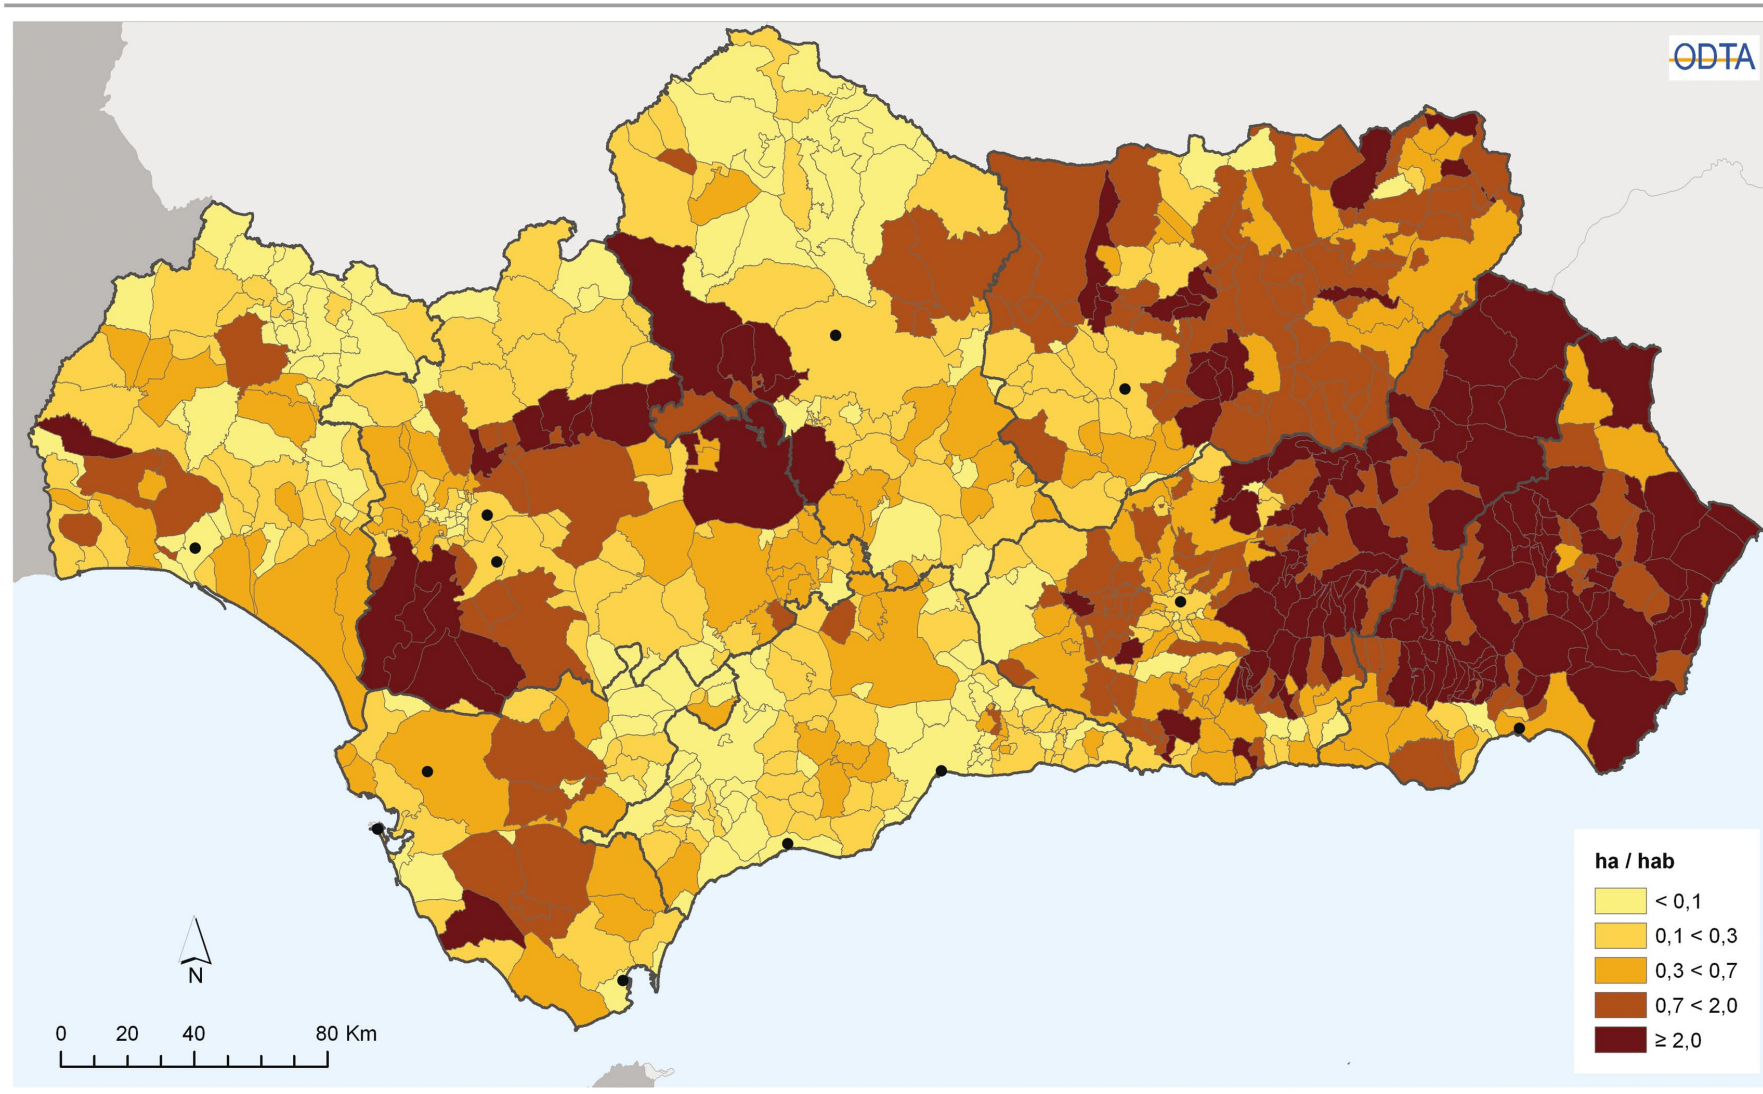 ODTA
ha / hab
< 0,1
0,1 < 0,3
0,3 < 0,7
0,7 < 2,0
≥ 2,0
N
0 20 40 80 Km